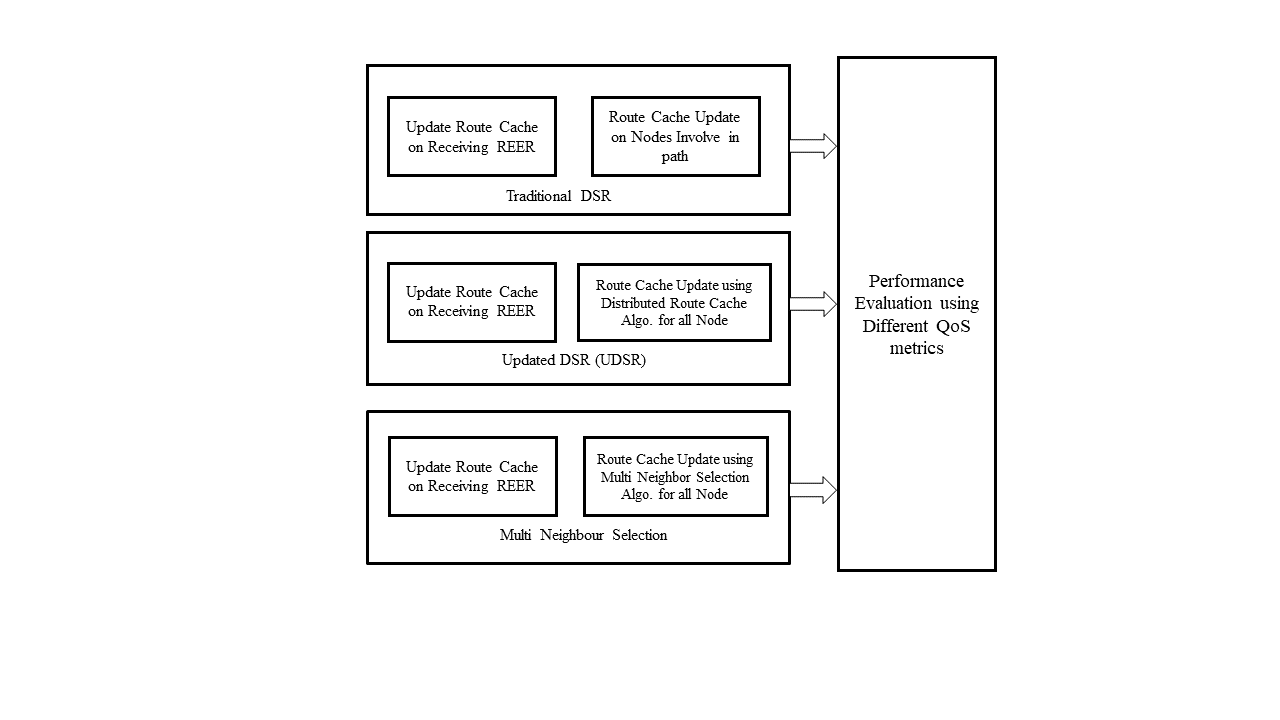 Update Route Cache
on Receiving REER
Route Cache Update
on Nodes Involve in
path
Traditional DSR
Update Route Cache
on Receiving REER
Route Cache Update using
Distributed Route Cache
Algo. for all Node
Updated DSR (UDSR)
Update Route Cache
on Receiving REER
Route Cache Update using
Multi Neighbor Selection
Algo. for all Node
Multi Neighbour Selection
Performance
Evaluation using
Different QoS
metrics